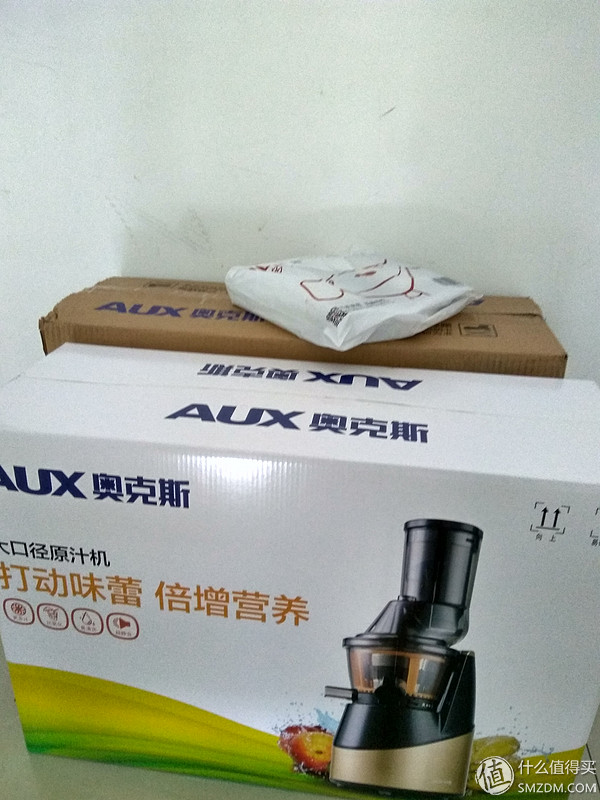 AUX 奥克斯
AUX 奥克斯
AUX 奥克斯
AUX 奥克斯
大口径原汁机
打动味蕾 倍增营养
向 上
值 什么值得买
SMZDM.COM